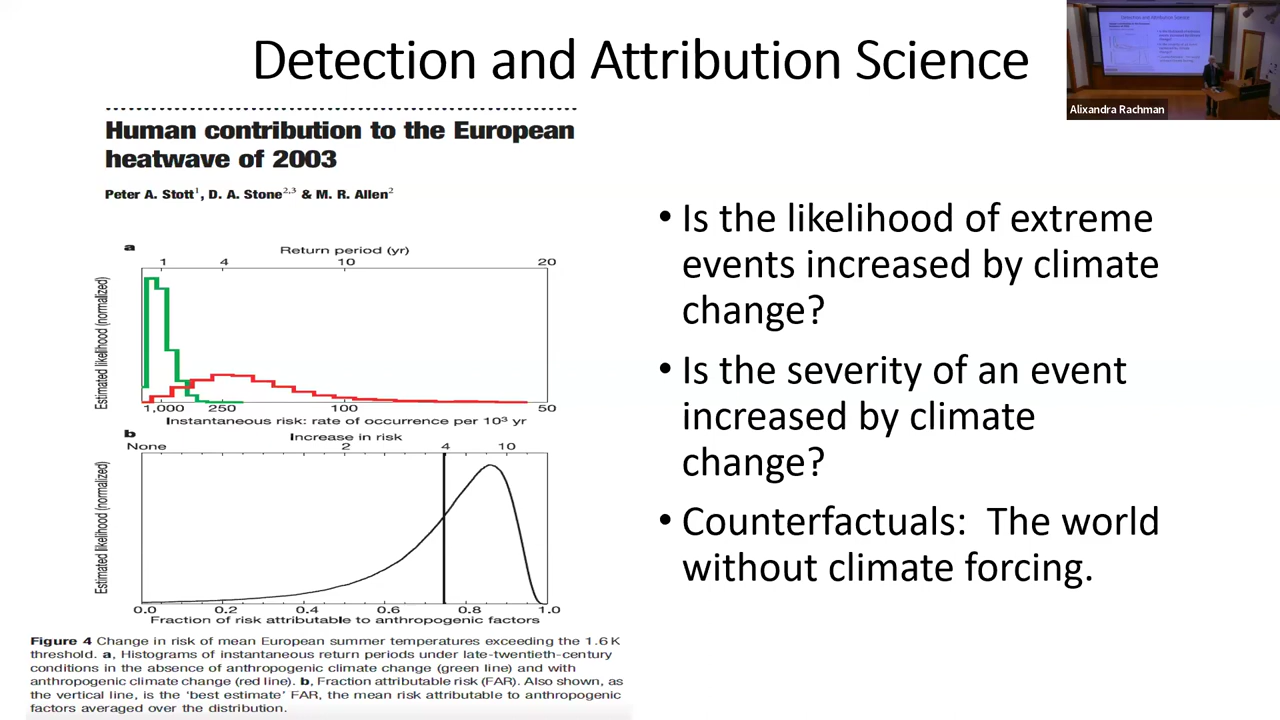 Detection and Attribution Science
Alixandra Rachman
Human contribution to the European
heatwave of 2003
Peter A. Stott¹, D. A. Stone²,³ & M. R. Allen²
a
Return period (yr)
1 4 10 20
Estimated likelihood (normalized)
1,000 250 100 50
Instantaneous risk: rate of occurrence per 10³ yr
b
Increase in risk
None 2 4 10
Estimated likelihood (normalized)
0.0 0.2 0.4 0.6 0.8 1.0
Fraction of risk attributable to anthropogenic factors
Figure 4 Change in risk of mean European summer temperatures exceeding the 1.6 K
threshold. a, Histograms of instantaneous return periods under late-twentieth-century
conditions in the absence of anthropogenic climate change (green line) and with
anthropogenic climate change (red line). b, Fraction attributable risk (FAR). Also shown, as
the vertical line, is the 'best estimate' FAR, the mean risk attributable to anthropogenic
factors averaged over the distribution.
• Is the likelihood of extreme
events increased by climate
change?
• Is the severity of an event
increased by climate
change?
• Counterfactuals: The world
without climate forcing.